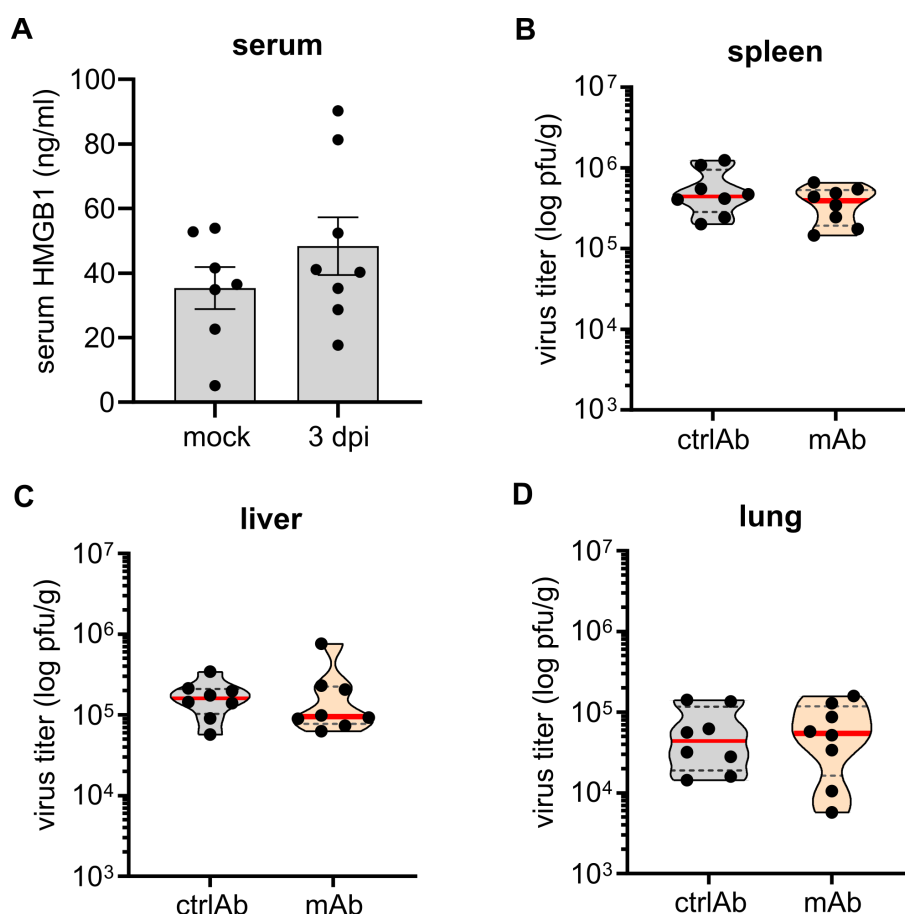 A
serum
serum HMGB1 (ng/ml)
100
80
60
40
20
0
mock
3 dpi
B
spleen
virus titer (log pfu/g)
10⁷
10⁶
10⁵
10⁴
10³
ctrlAb
mAb
C
liver
virus titer (log pfu/g)
10⁷
10⁶
10⁵
10⁴
10³
ctrlAb
mAb
D
lung
virus titer (log pfu/g)
10⁷
10⁶
10⁵
10⁴
10³
ctrlAb
mAb